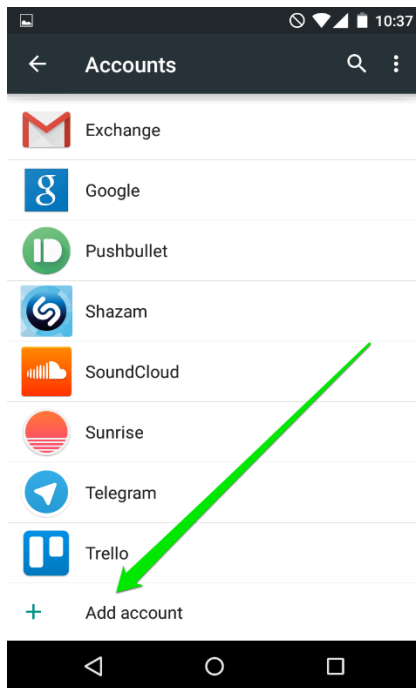 10:37
Accounts
Exchange
Google
Pushbullet
Shazam
SoundCloud
Sunrise
Telegram
Trello
Add account